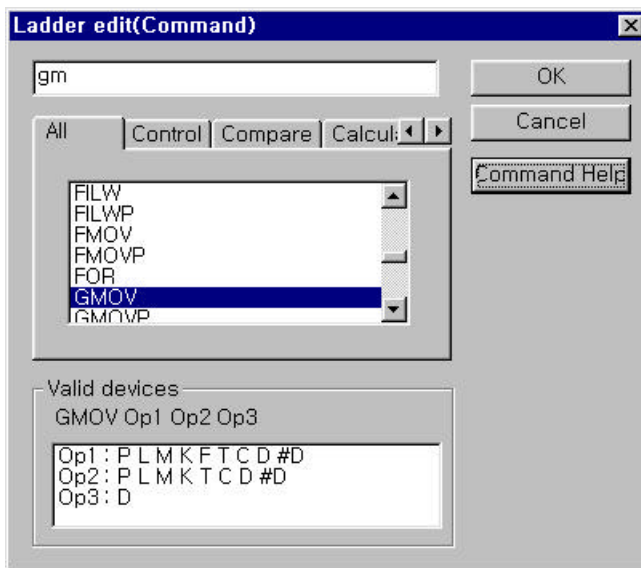 Ladder edit(Command)
gm
OK
Cancel
Command Help
All Control Compare Calcul
FILW
FILWP
FMOV
FMOVP
FOR
GMOV
GMOVP
Valid devices
GMOV Op1 Op2 Op3
Op1 : P L M K F T C D #D
Op2 : P L M K T C D #D
Op3 : D